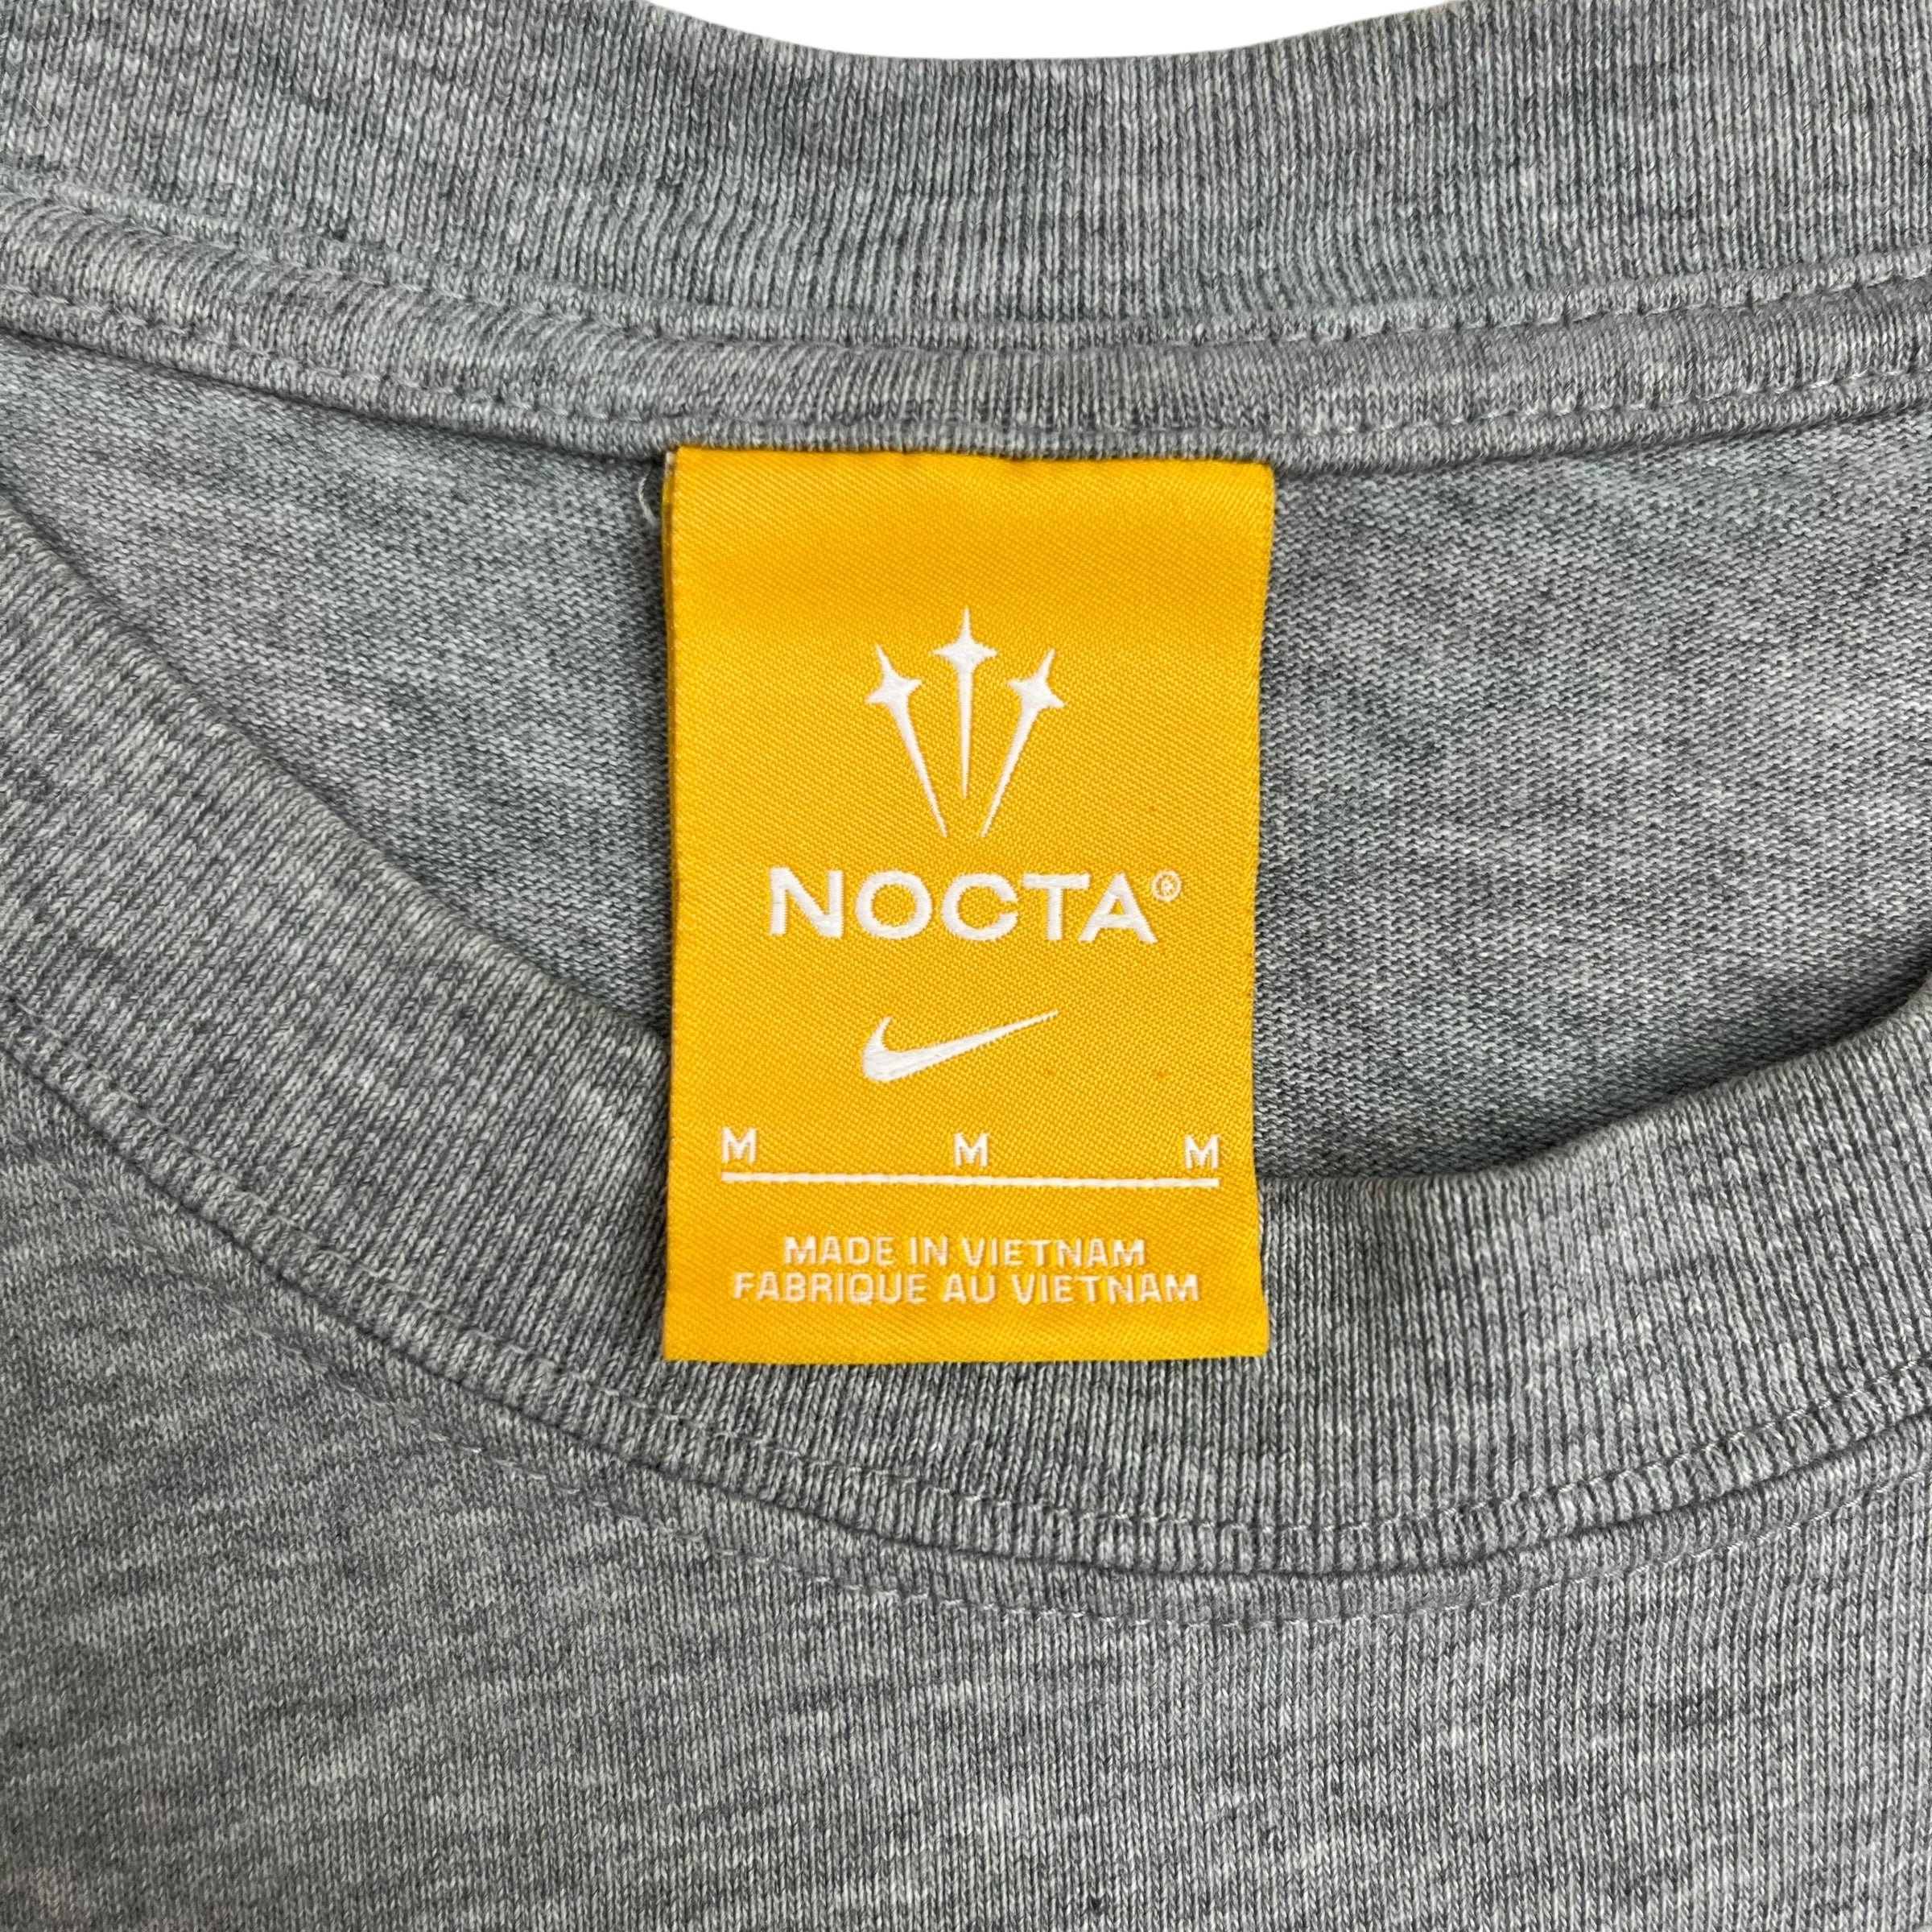 NOCTA®
M M M
MADE IN VIETNAM
FABRIQUE AU VIETNAM